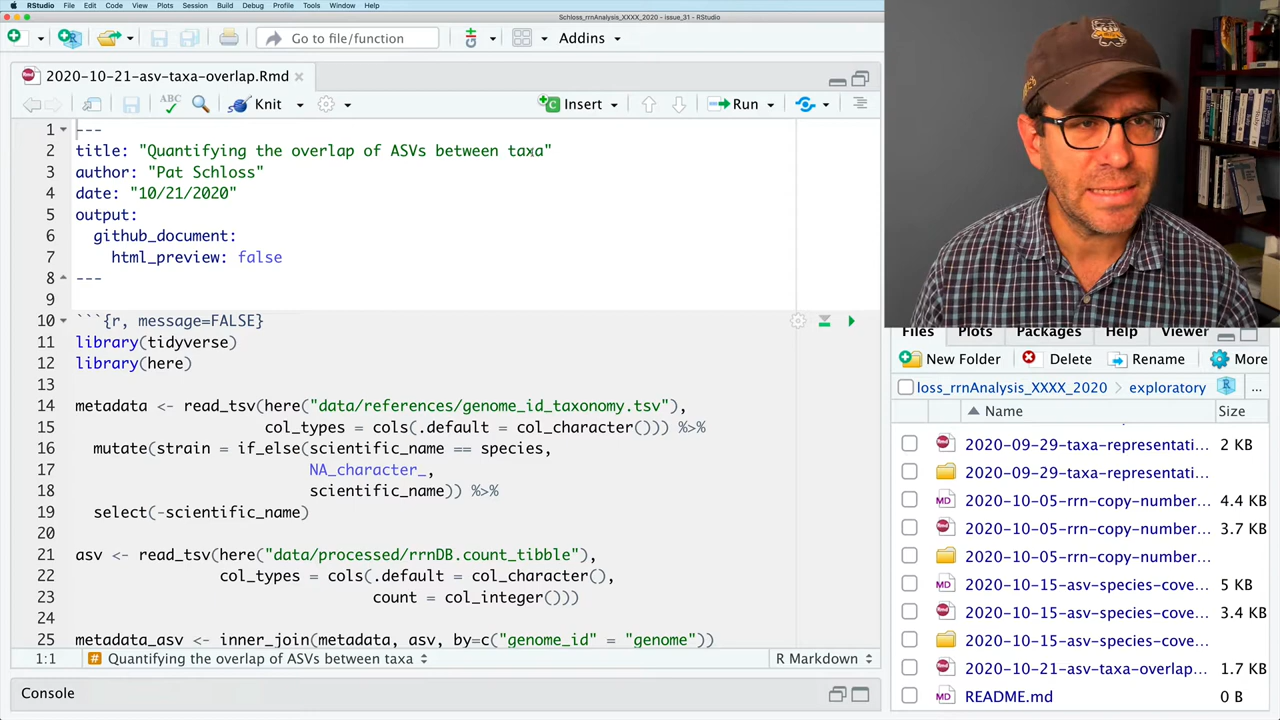 RStudio File Edit Code View Plots Session Build Debug Profile Tools Window Help
Schloss_rrnAnalysis_XXXX_2020 - issue_31 - RStudio
Go to file/function Addins
2020-10-21-asv-taxa-overlap.Rmd
ABC Knit Insert Run
1 ---
2 title: "Quantifying the overlap of ASVs between taxa"
3 author: "Pat Schloss"
4 date: "10/21/2020"
5 output:
6 github_document:
7 html_preview: false
8 ---
9
10 ```{r, message=FALSE}
11 library(tidyverse)
12 library(here)
13
14 metadata <- read_tsv(here("data/references/genome_id_taxonomy.tsv"),
15 col_types = cols(.default = col_character())) %>%
16 mutate(strain = if_else(scientific_name == species,
17 NA_character_,
18 scientific_name)) %>%
19 select(-scientific_name)
20
21 asv <- read_tsv(here("data/processed/rrnDB.count_tibble"),
22 col_types = cols(.default = col_character(),
23 count = col_integer()))
24
25 metadata_asv <- inner_join(metadata, asv, by=c("genome_id" = "genome"))
1:1 Quantifying the overlap of ASVs between taxa R Markdown
Console
Files Plots Packages Help Viewer
New Folder Delete Rename More
loss_rrnAnalysis_XXXX_2020 exploratory ...
Name Size
2020-09-29-taxa-representati... 2 KB
2020-09-29-taxa-representati...
MD 2020-10-05-rrn-copy-number... 4.4 KB
2020-10-05-rrn-copy-number... 3.7 KB
2020-10-05-rrn-copy-number...
MD 2020-10-15-asv-species-cove... 5 KB
2020-10-15-asv-species-cove... 3.4 KB
2020-10-15-asv-species-cove...
2020-10-21-asv-taxa-overlap... 1.7 KB
MD README.md 0 B